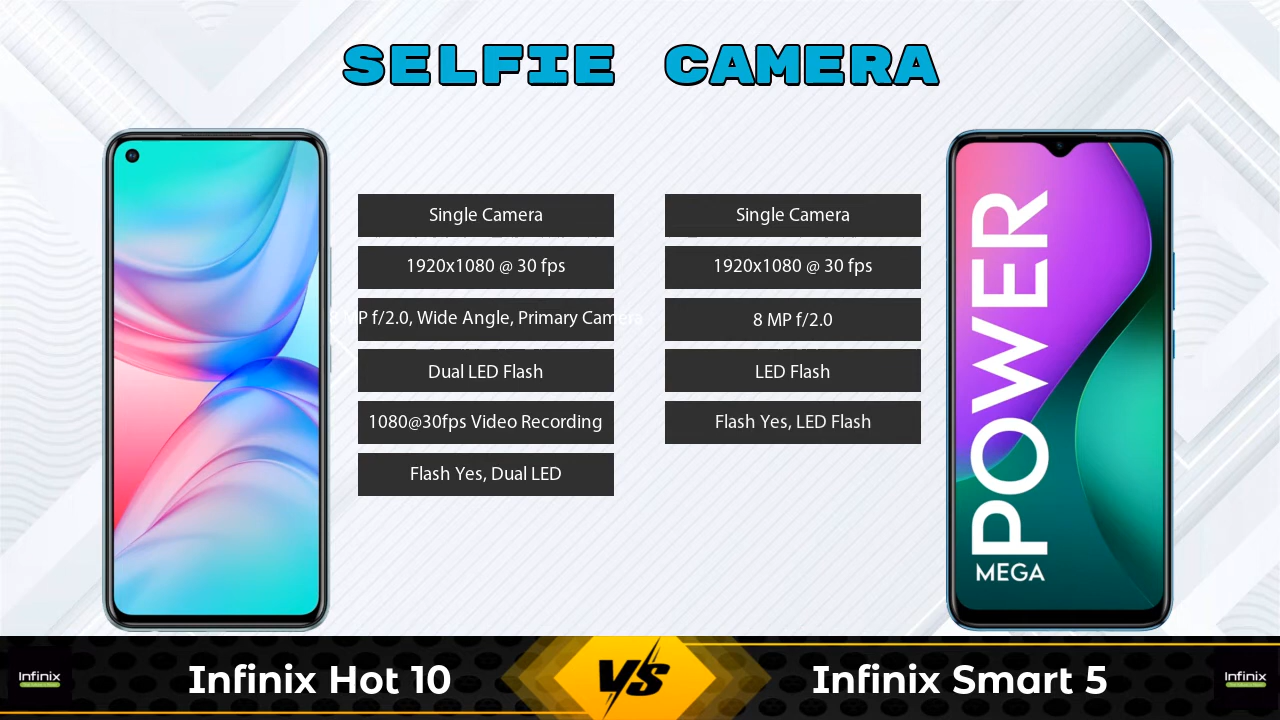 SELFIE CAMERA
Single Camera
1920x1080 @ 30 fps
P f/2.0, Wide Angle, Primary Camera
Dual LED Flash
1080@30fps Video Recording
Flash Yes, Dual LED
Single Camera
1920x1080 @ 30 fps
8 MP f/2.0
LED Flash
Flash Yes, LED Flash
POWER
MEGA
Infinix
Infinix Hot 10
VS
Infinix Smart 5
Infinix